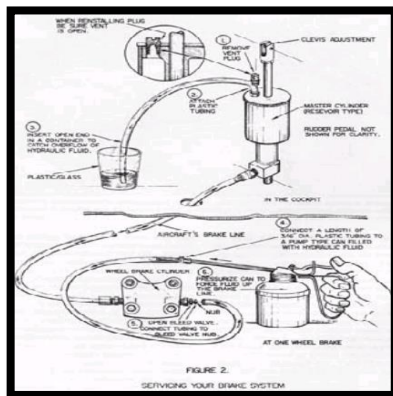 WHEN REINSTALLING PLUG
BE SURE VENT
IS OPEN.
1.
REMOVE
VENT
PLUG
CLEVIS ADJUSTMENT
2.
ATTACH
PLASTIC
TUBING
MASTER CYLINDER
(RESEVOIR TYPE)
RUDDER PEDAL NOT
SHOWN FOR CLARITY.
3.
INSERT OPEN END
IN A CONTAINER TO
CATCH OVERFLOW OF
HYDRAULIC FLUID.
PLASTIC/GLASS
IN THE COCKPIT
AIRCRAFT'S BRAKE LINE
4.
CONNECT A LENGTH OF
3/16" DIA. PLASTIC TUBING TO
A PUMP TYPE CAN FILLED
WITH HYDRAULIC FLUID
WHEEL BRAKE CYLINDER
6.
PRESSURIZE CAN TO
FORCE FLUID UP
THE BRAKE
LINE.
NUB
5.
OPEN BLEED VALVE.
CONNECT TUBING TO
BLEED VALVE NUB.
AT ONE WHEEL BRAKE
FIGURE 2.
SERVICING YOUR BRAKE SYSTEM